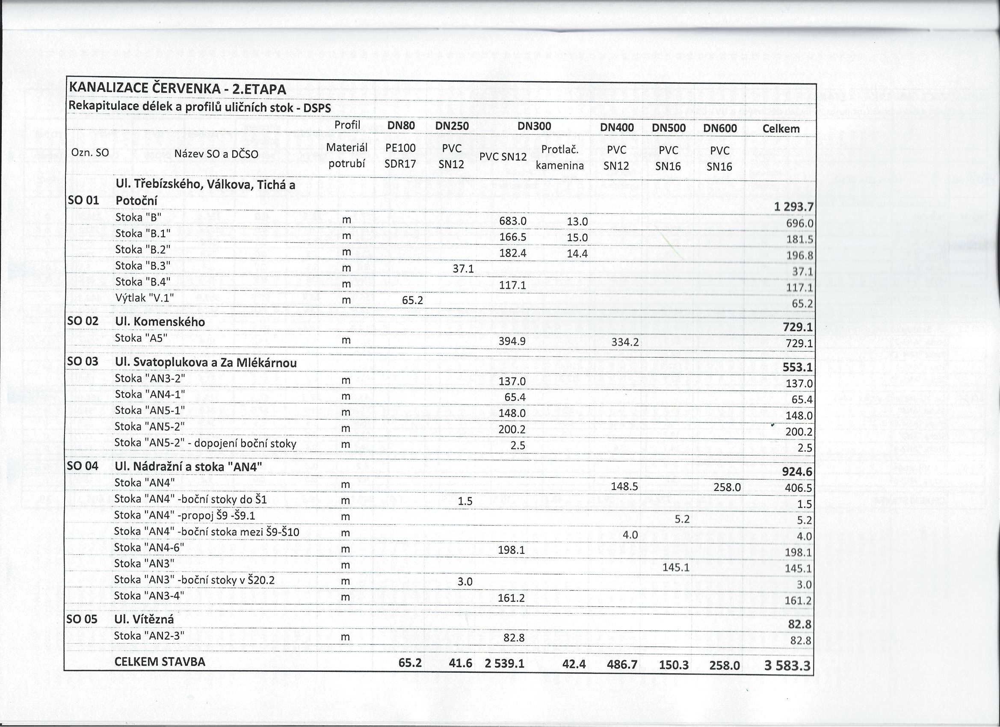 KANALIZACE ČERVENKA - 2.ETAPA
Rekapitulace délek a profilů uličních stok - DSPS
Profil DN80 DN250 DN300 DN400 DN500 DN600 Celkem
Ozn. SO Název SO a DČSO Materiál potrubí PE100 SDR17 PVC SN12 PVC SN12 Protlač. kamenina PVC SN12 PVC SN16 PVC SN16
Ul. Třebízského, Válkova, Tichá a
SO 01 Potoční 1 293.7
Stoka "B" m 683.0 13.0 696.0
Stoka "B.1" m 166.5 15.0 181.5
Stoka "B.2" m 182.4 14.4 196.8
Stoka "B.3" m 37.1 37.1
Stoka "B.4" m 117.1 117.1
Výtlak "V.1" m 65.2 65.2
SO 02 Ul. Komenského 729.1
Stoka "A5" m 394.9 334.2 729.1
SO 03 Ul. Svatoplukova a Za Mlékárnou 553.1
Stoka "AN3-2" m 137.0 137.0
Stoka "AN4-1" m 65.4 65.4
Stoka "AN5-1" m 148.0 148.0
Stoka "AN5-2" m 200.2 200.2
Stoka "AN5-2" - dopojení boční stoky m 2.5 2.5
SO 04 Ul. Nádražní a stoka "AN4" 924.6
Stoka "AN4" m 148.5 258.0 406.5
Stoka "AN4" -boční stoky do Š1 m 1.5 1.5
Stoka "AN4" -propoj Š9 -Š9.1 m 5.2 5.2
Stoka "AN4" -boční stoka mezi Š9-Š10 m 4.0 4.0
Stoka "AN4-6" m 198.1 198.1
Stoka "AN3" m 145.1 145.1
Stoka "AN3" -boční stoky v Š20.2 m 3.0 3.0
Stoka "AN3-4" m 161.2 161.2
SO 05 Ul. Vítězná 82.8
Stoka "AN2-3" m 82.8 82.8
CELKEM STAVBA 65.2 41.6 2 539.1 42.4 486.7 150.3 258.0 3 583.3